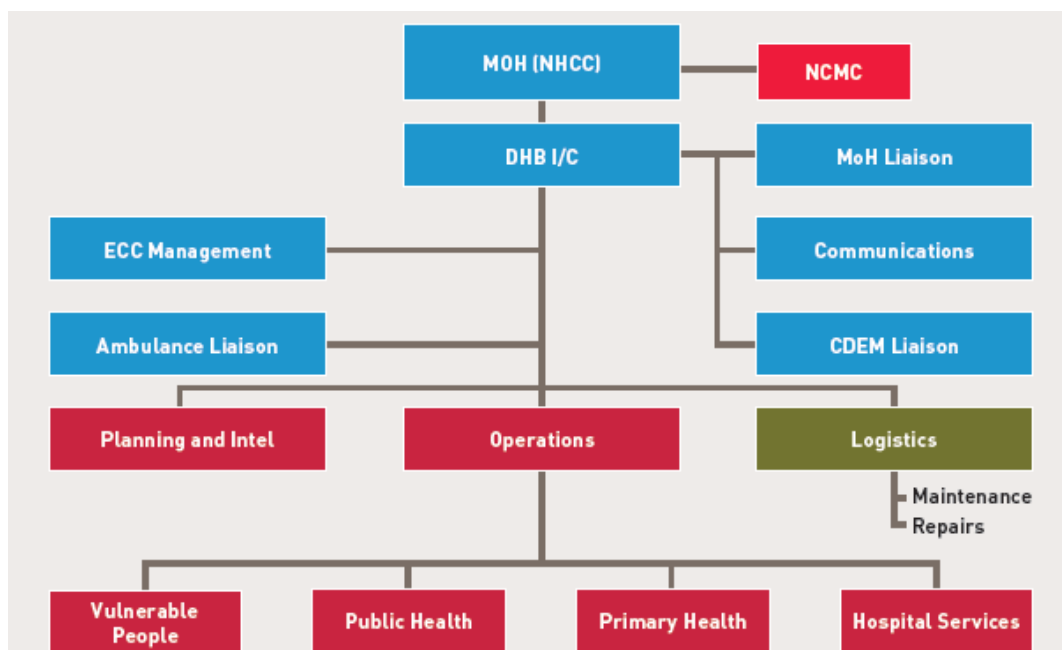 MOH (NHCC)
NCMC
DHB I/C
MoH Liaison
ECC Management
Communications
Ambulance Liaison
CDEM Liaison
Planning and Intel
Operations
Logistics
Maintenance
Repairs
Vulnerable
People
Public Health
Primary Health
Hospital Services